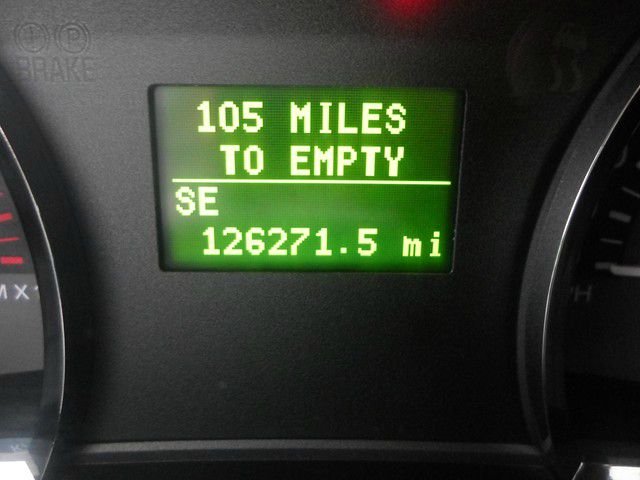 BRAKE
105 MILES
TO EMPTY
SE
126271.5 mi